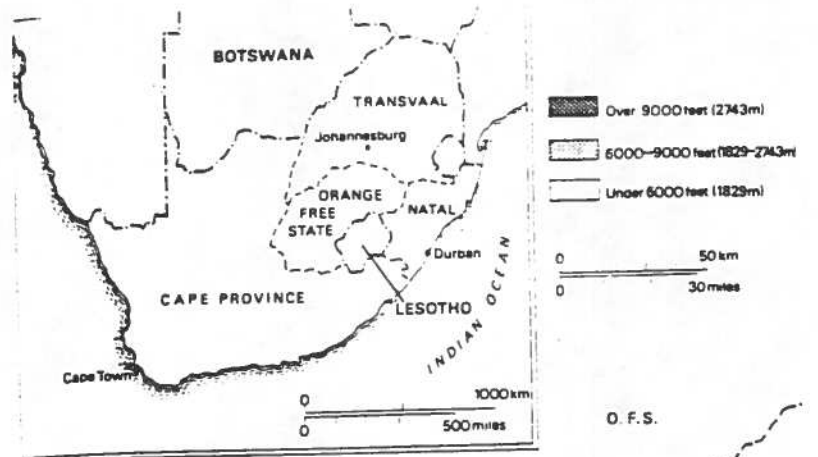 BOTSWANA
TRANSVAAL
Johannesburg
ORANGE
FREE
STATE
NATAL
Durban
CAPE PROVINCE
LESOTHO
INDIAN OCEAN
Cape Town
0 1000 km
0 500 miles
Over 9000 feet (2743m)
6000-9000 feet (1829-2743m)
Under 6000 feet (1829m)
0 50 km
0 30 miles
O.F.S.